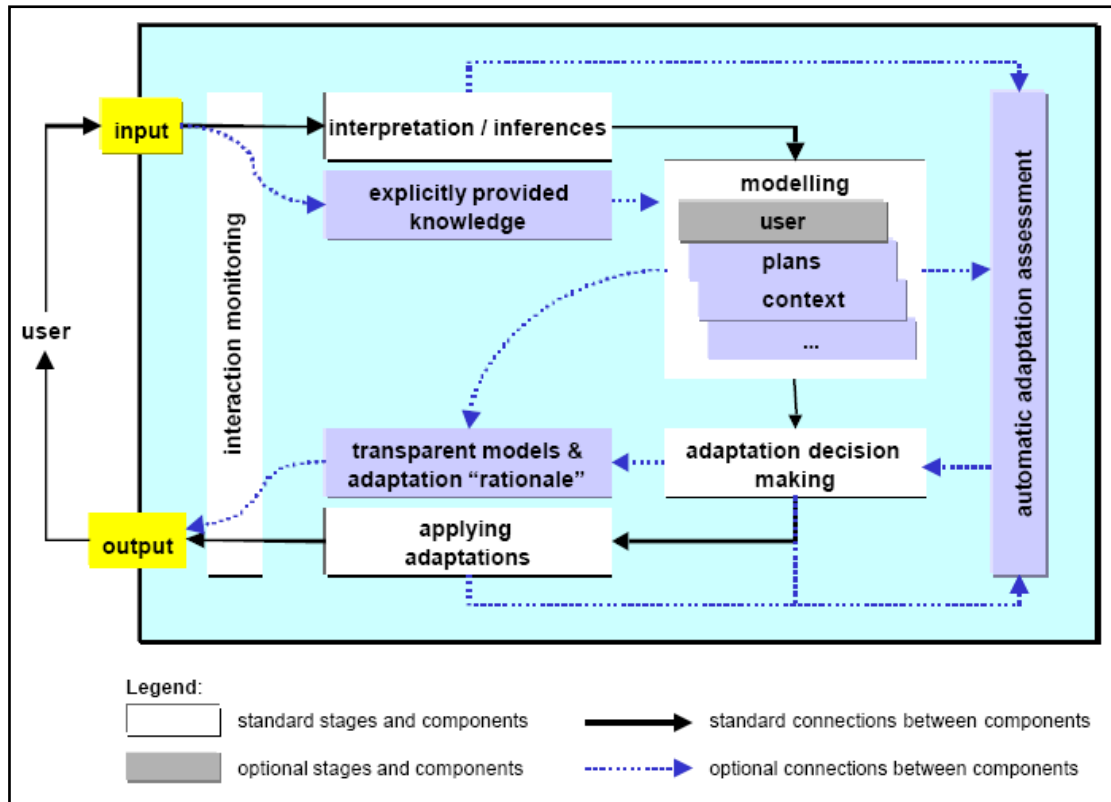 input
interpretation / inferences
explicitly provided
knowledge
modelling
user
plans
context
...
interaction monitoring
automatic adaptation assessment
user
transparent models &
adaptation “rationale”
adaptation decision
making
output
applying
adaptations
Legend:
standard stages and components
standard connections between components
optional stages and components
optional connections between components